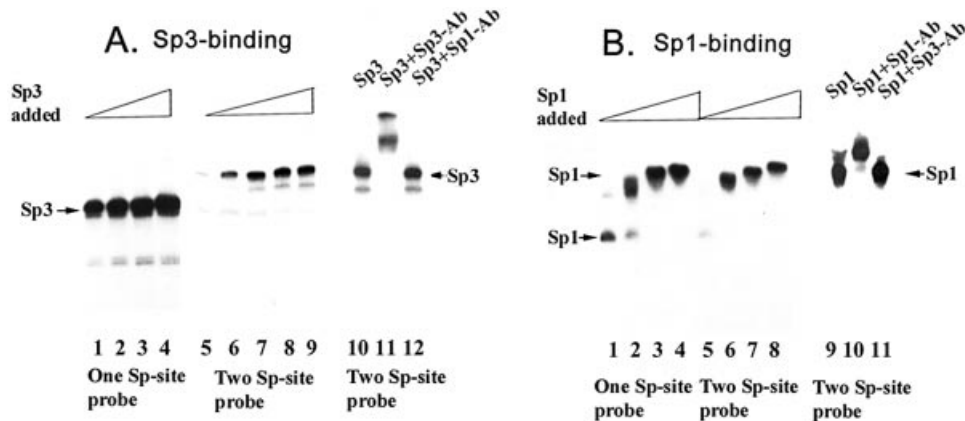 A. Sp3-binding
Sp3
added
Sp3
Sp3+Sp3-Ab
Sp3+Sp1-Ab
Sp3
Sp3
1 2 3 4 5 6 7 8 9 10 11 12
One Sp-site
probe
Two Sp-site
probe
Two Sp-site
probe
B. Sp1-binding
Sp1
added
Sp1
Sp1+Sp1-Ab
Sp1+Sp3-Ab
Sp1
Sp1
Sp1
1 2 3 4 5 6 7 8 9 10 11
One Sp-site
probe
Two Sp-site
probe
Two Sp-site
probe